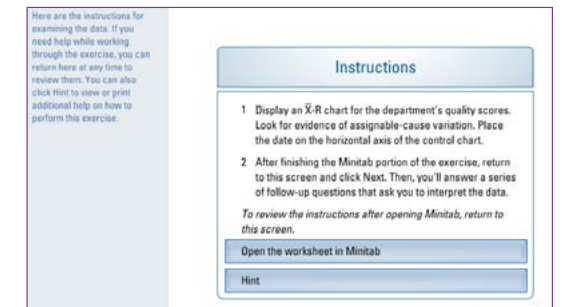 Here are the instructions for
examining the data. If you
need help while working
through the exercise, you can
return here at any time to
review them. You can also
click Hint to view or print
additional help on how to
perform this exercise.
Instructions
1 Display an X̄-R chart for the department's quality scores.
Look for evidence of assignable-cause variation. Place
the date on the horizontal axis of the control chart.
2 After finishing the Minitab portion of the exercise, return
to this screen and click Next. Then, you'll answer a series
of follow-up questions that ask you to interpret the data.
To review the instructions after opening Minitab, return to
this screen.
Open the worksheet in Minitab
Hint